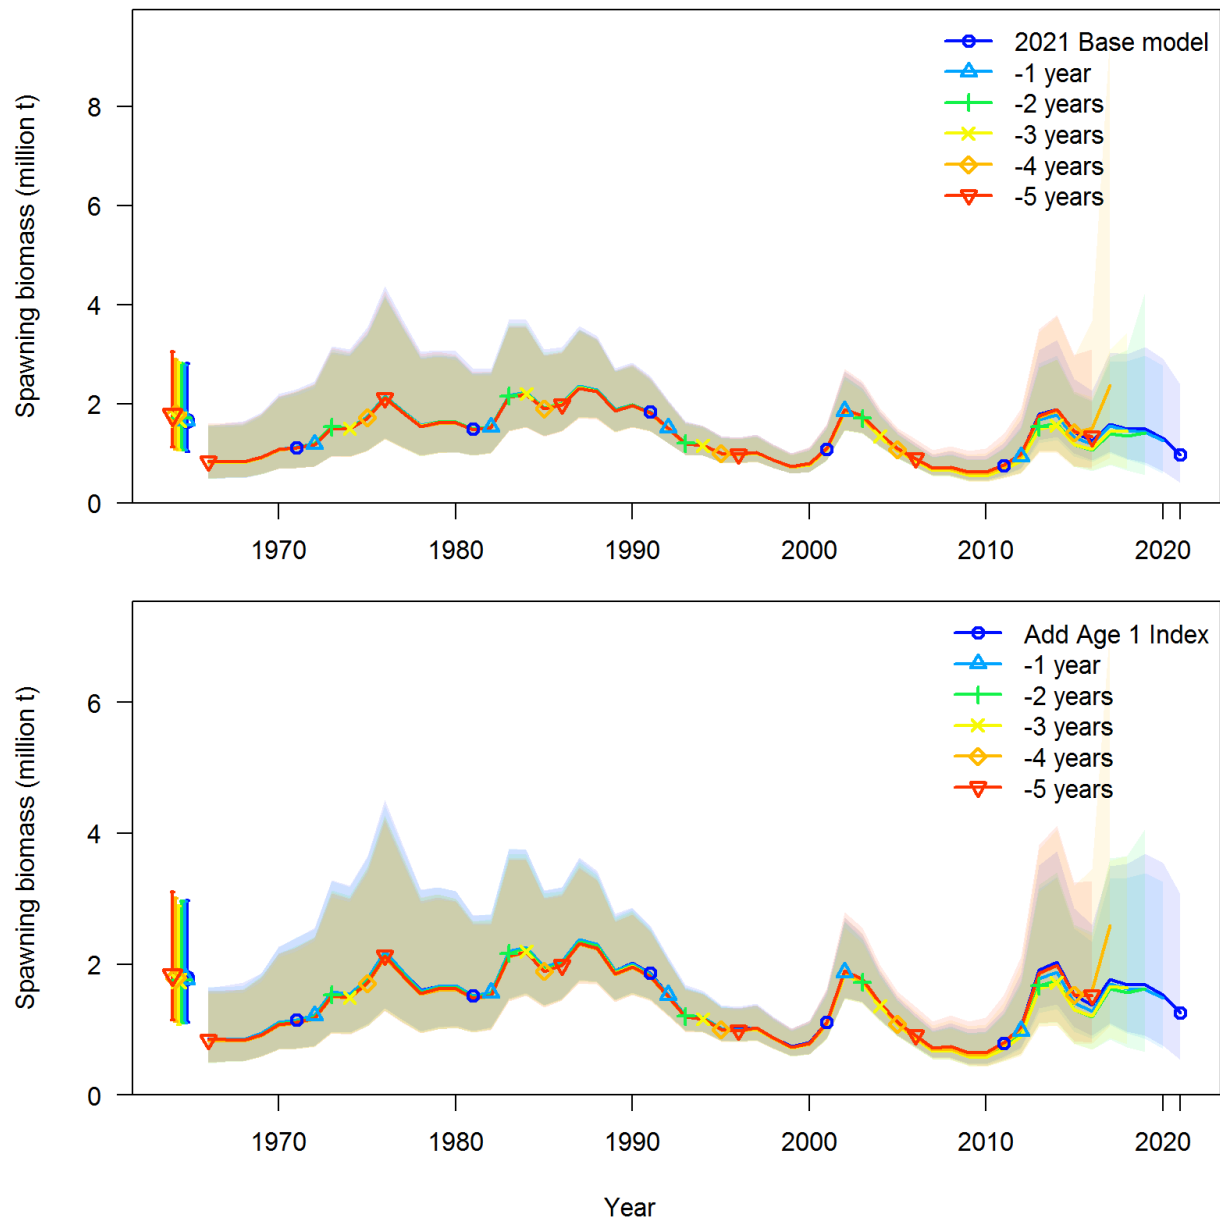 Spawning biomass (million t)
8
6
4
2
0
2021 Base model
-1 year
-2 years
-3 years
-4 years
-5 years
1970 1980 1990 2000 2010 2020
Spawning biomass (million t)
6
4
2
0
Add Age 1 Index
-1 year
-2 years
-3 years
-4 years
-5 years
1970 1980 1990 2000 2010 2020
Year